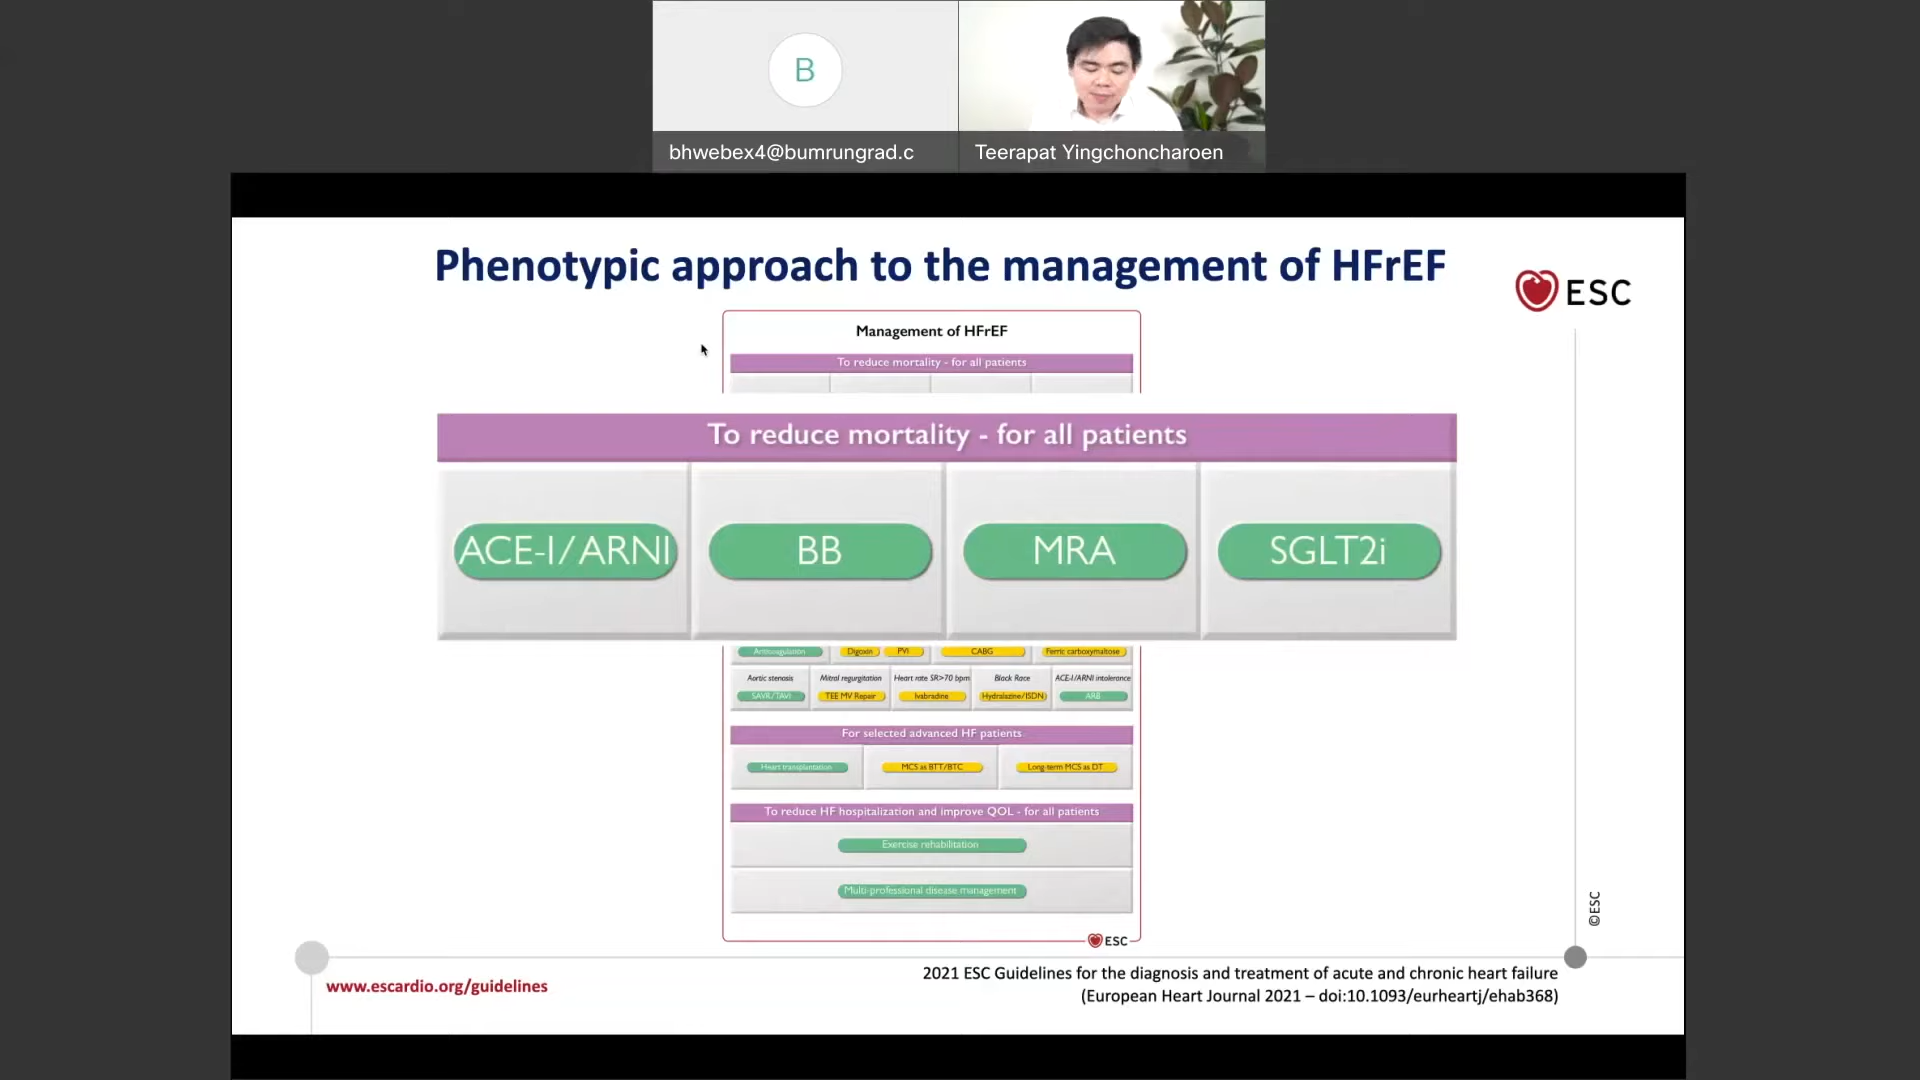 B
bhwebex4@bumrungrad.c
Teerapat Yingchoncharoen
Phenotypic approach to the management of HFrEF
ESC
Management of HFrEF
To reduce mortality - for all patients
To reduce mortality - for all patients
ACE-I/ARNI BB MRA SGLT2i
Anticoagulation Digoxin PVI CABG Ferric carboxymaltose
Aortic stenosis Mitral regurgitation Heart rate SR>70 bpm Black Race ACE-I/ARNI intolerance
SAVR/TAVI TEE MV Repair Ivabradine Hydralazine/ISDN ARB
For selected advanced HF patients
Heart transplantation MCS as BTT/BTC Long-term MCS as DT
To reduce HF hospitalization and improve QOL - for all patients
Exercise rehabilitation
Multi-professional disease management
ESC
©ESC
www.escardio.org/guidelines
2021 ESC Guidelines for the diagnosis and treatment of acute and chronic heart failure
(European Heart Journal 2021 – doi:10.1093/eurheartj/ehab368)